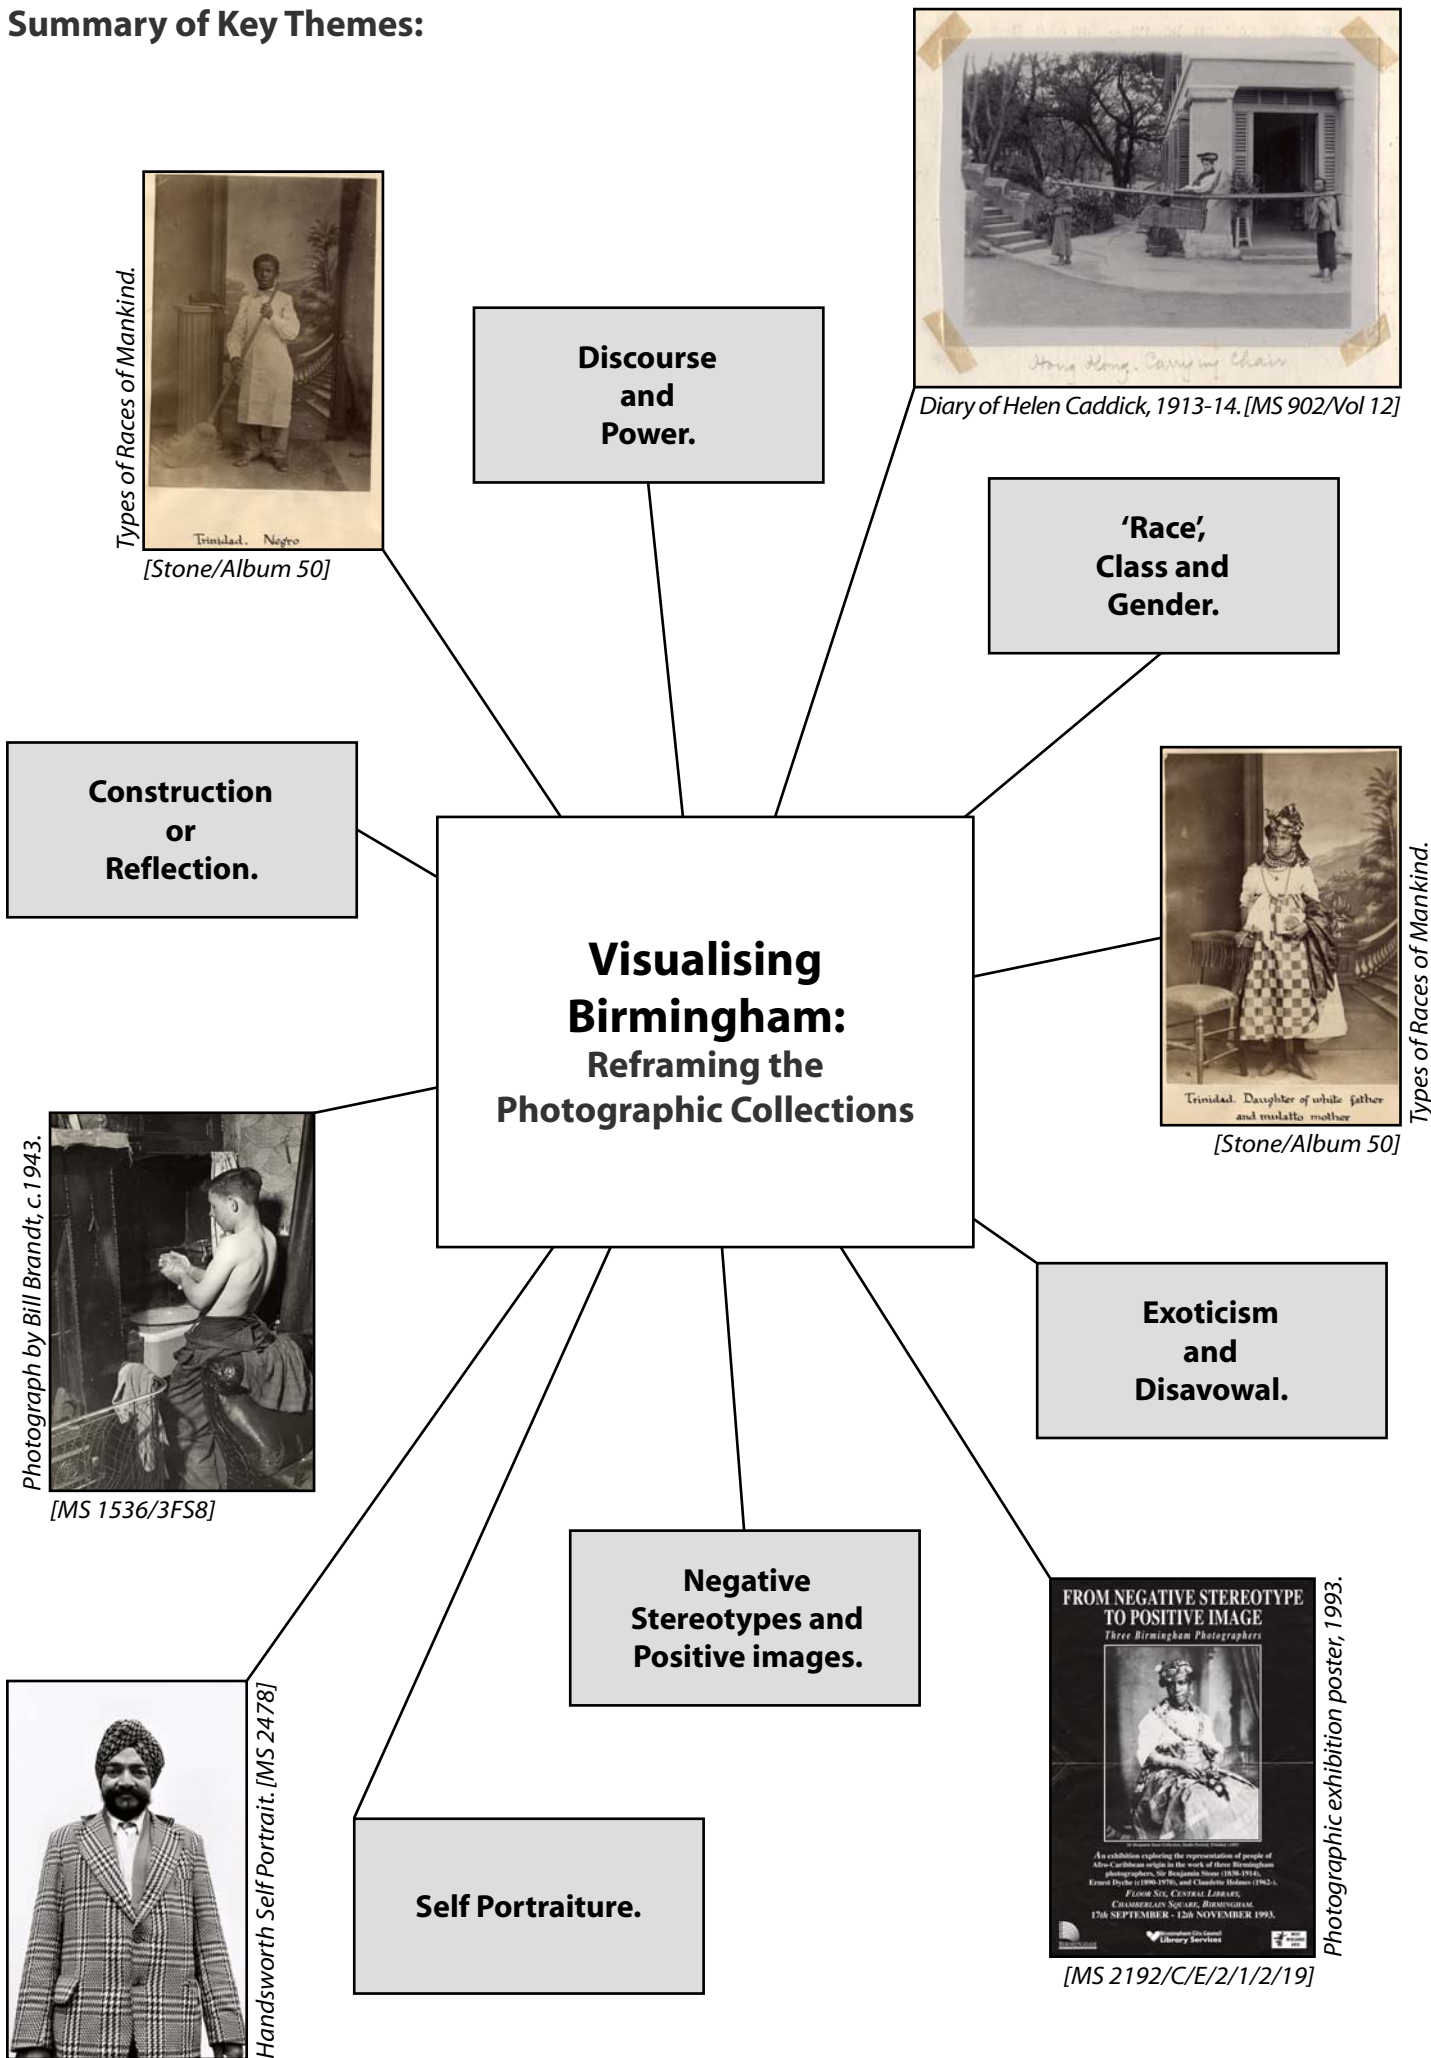 Summary of Key Themes:
Hong Kong. Carrying Chair
Diary of Helen Caddick, 1913-14. [MS 902/Vol 12]
Types of Races of Mankind.
Trinidad. Negro
[Stone/Album 50]
Discourse
and
Power.
‘Race’,
Class and
Gender.
Construction
or
Reflection.
Visualising
Birmingham:
Reframing the
Photographic Collections
Trinidad. Daughter of white father
and mulatto mother
Types of Races of Mankind.
[Stone/Album 50]
Photograph by Bill Brandt, c.1943.
[MS 1536/3FS8]
Exoticism
and
Disavowal.
Negative
Stereotypes and
Positive images.
FROM NEGATIVE STEREOTYPE
TO POSITIVE IMAGE
Three Birmingham Photographers
An exhibition exploring the representation of people of
Afro-Caribbean origin in the work of three Birmingham
photographers, Sir Benjamin Stone (1838-1914),
Ernest Dyche (c1890-1970), and Claudette Holmes (1962-).
FLOOR SIX, CENTRAL LIBRARY,
CHAMBERLAIN SQUARE, BIRMINGHAM.
17th SEPTEMBER - 12th NOVEMBER 1993.
Birmingham City Council
Library Services
Photographic exhibition poster, 1993.
[MS 2192/C/E/2/1/2/19]
Handsworth Self Portrait. [MS 2478]
Self Portraiture.